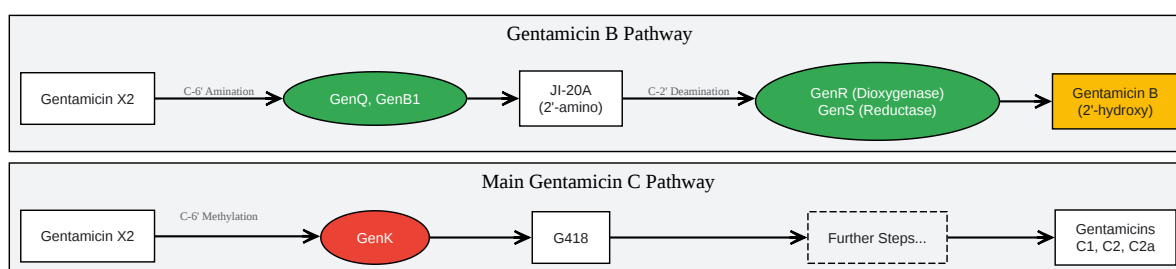 Gentamicin B Pathway
Gentamicin X2
C-6' Amination
GenQ, GenB1
JI-20A
(2'-amino)
C-2' Deamination
GenR (Dioxygenase)
GenS (Reductase)
Gentamicin B
(2'-hydroxy)
Main Gentamicin C Pathway
Gentamicin X2
C-6' Methylation
GenK
G418
Further Steps...
Gentamicins
C1, C2, C2a